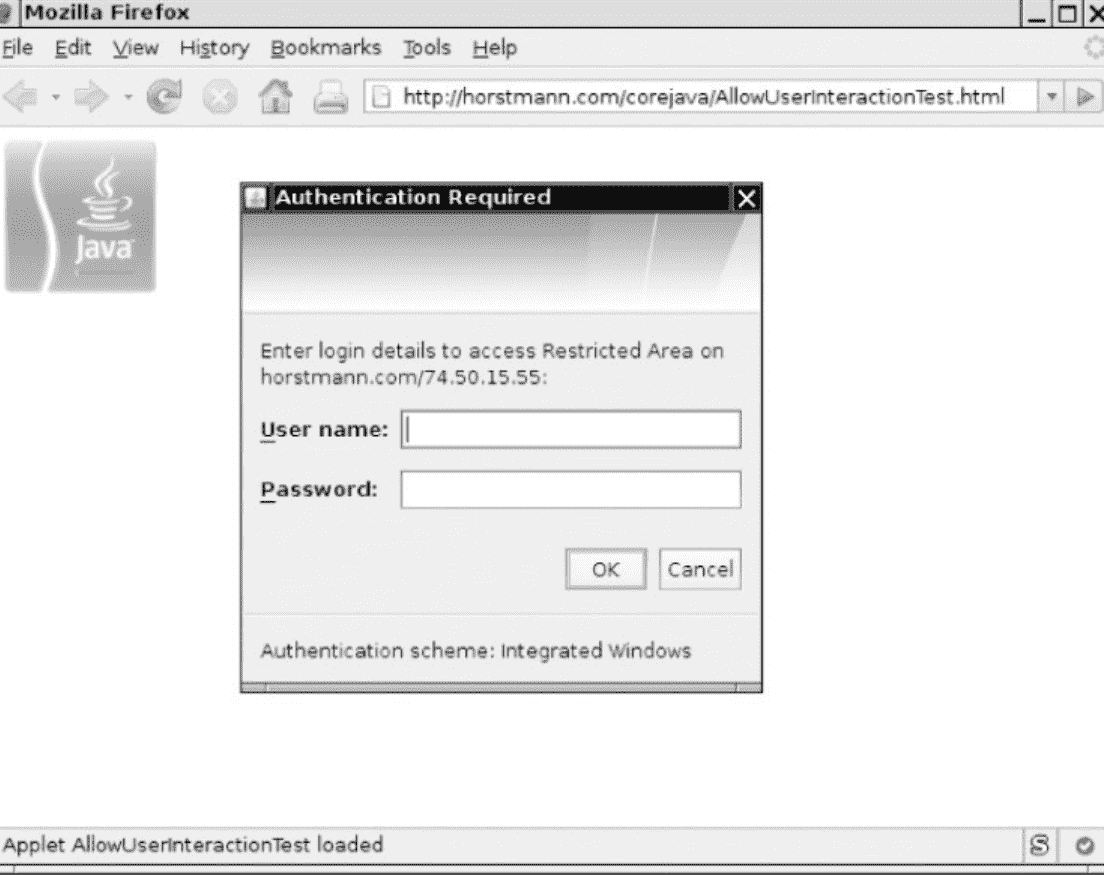 Mozilla Firefox
File Edit View History Bookmarks Tools Help
http://horstmann.com/corejava/AllowUserInteractionTest.html
Java
Authentication Required
Enter login details to access Restricted Area on
horstmann.com/74.50.15.55:
User name:
Password:
OK Cancel
Authentication scheme: Integrated Windows
Applet AllowUserInteractionTest loaded
S